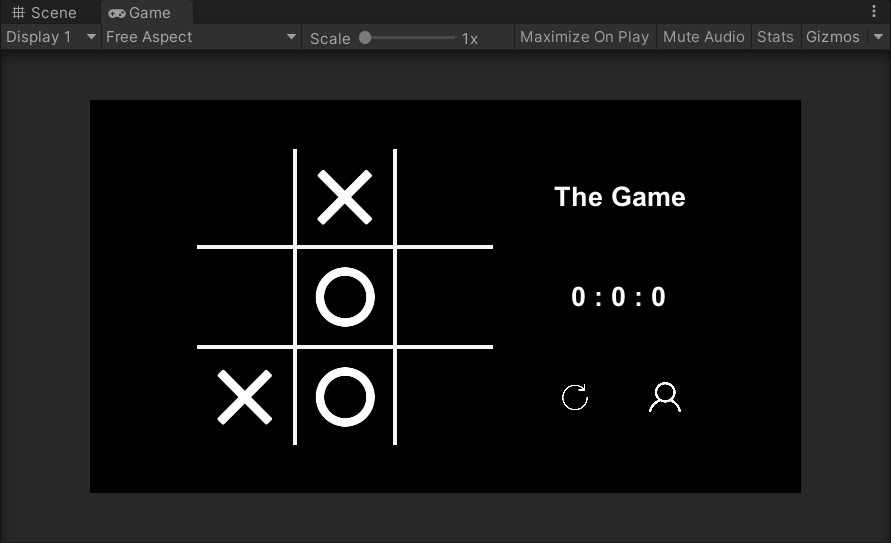 Scene Game
Display 1 Free Aspect Scale 1x Maximize On Play Mute Audio Stats Gizmos
The Game
0 : 0 : 0